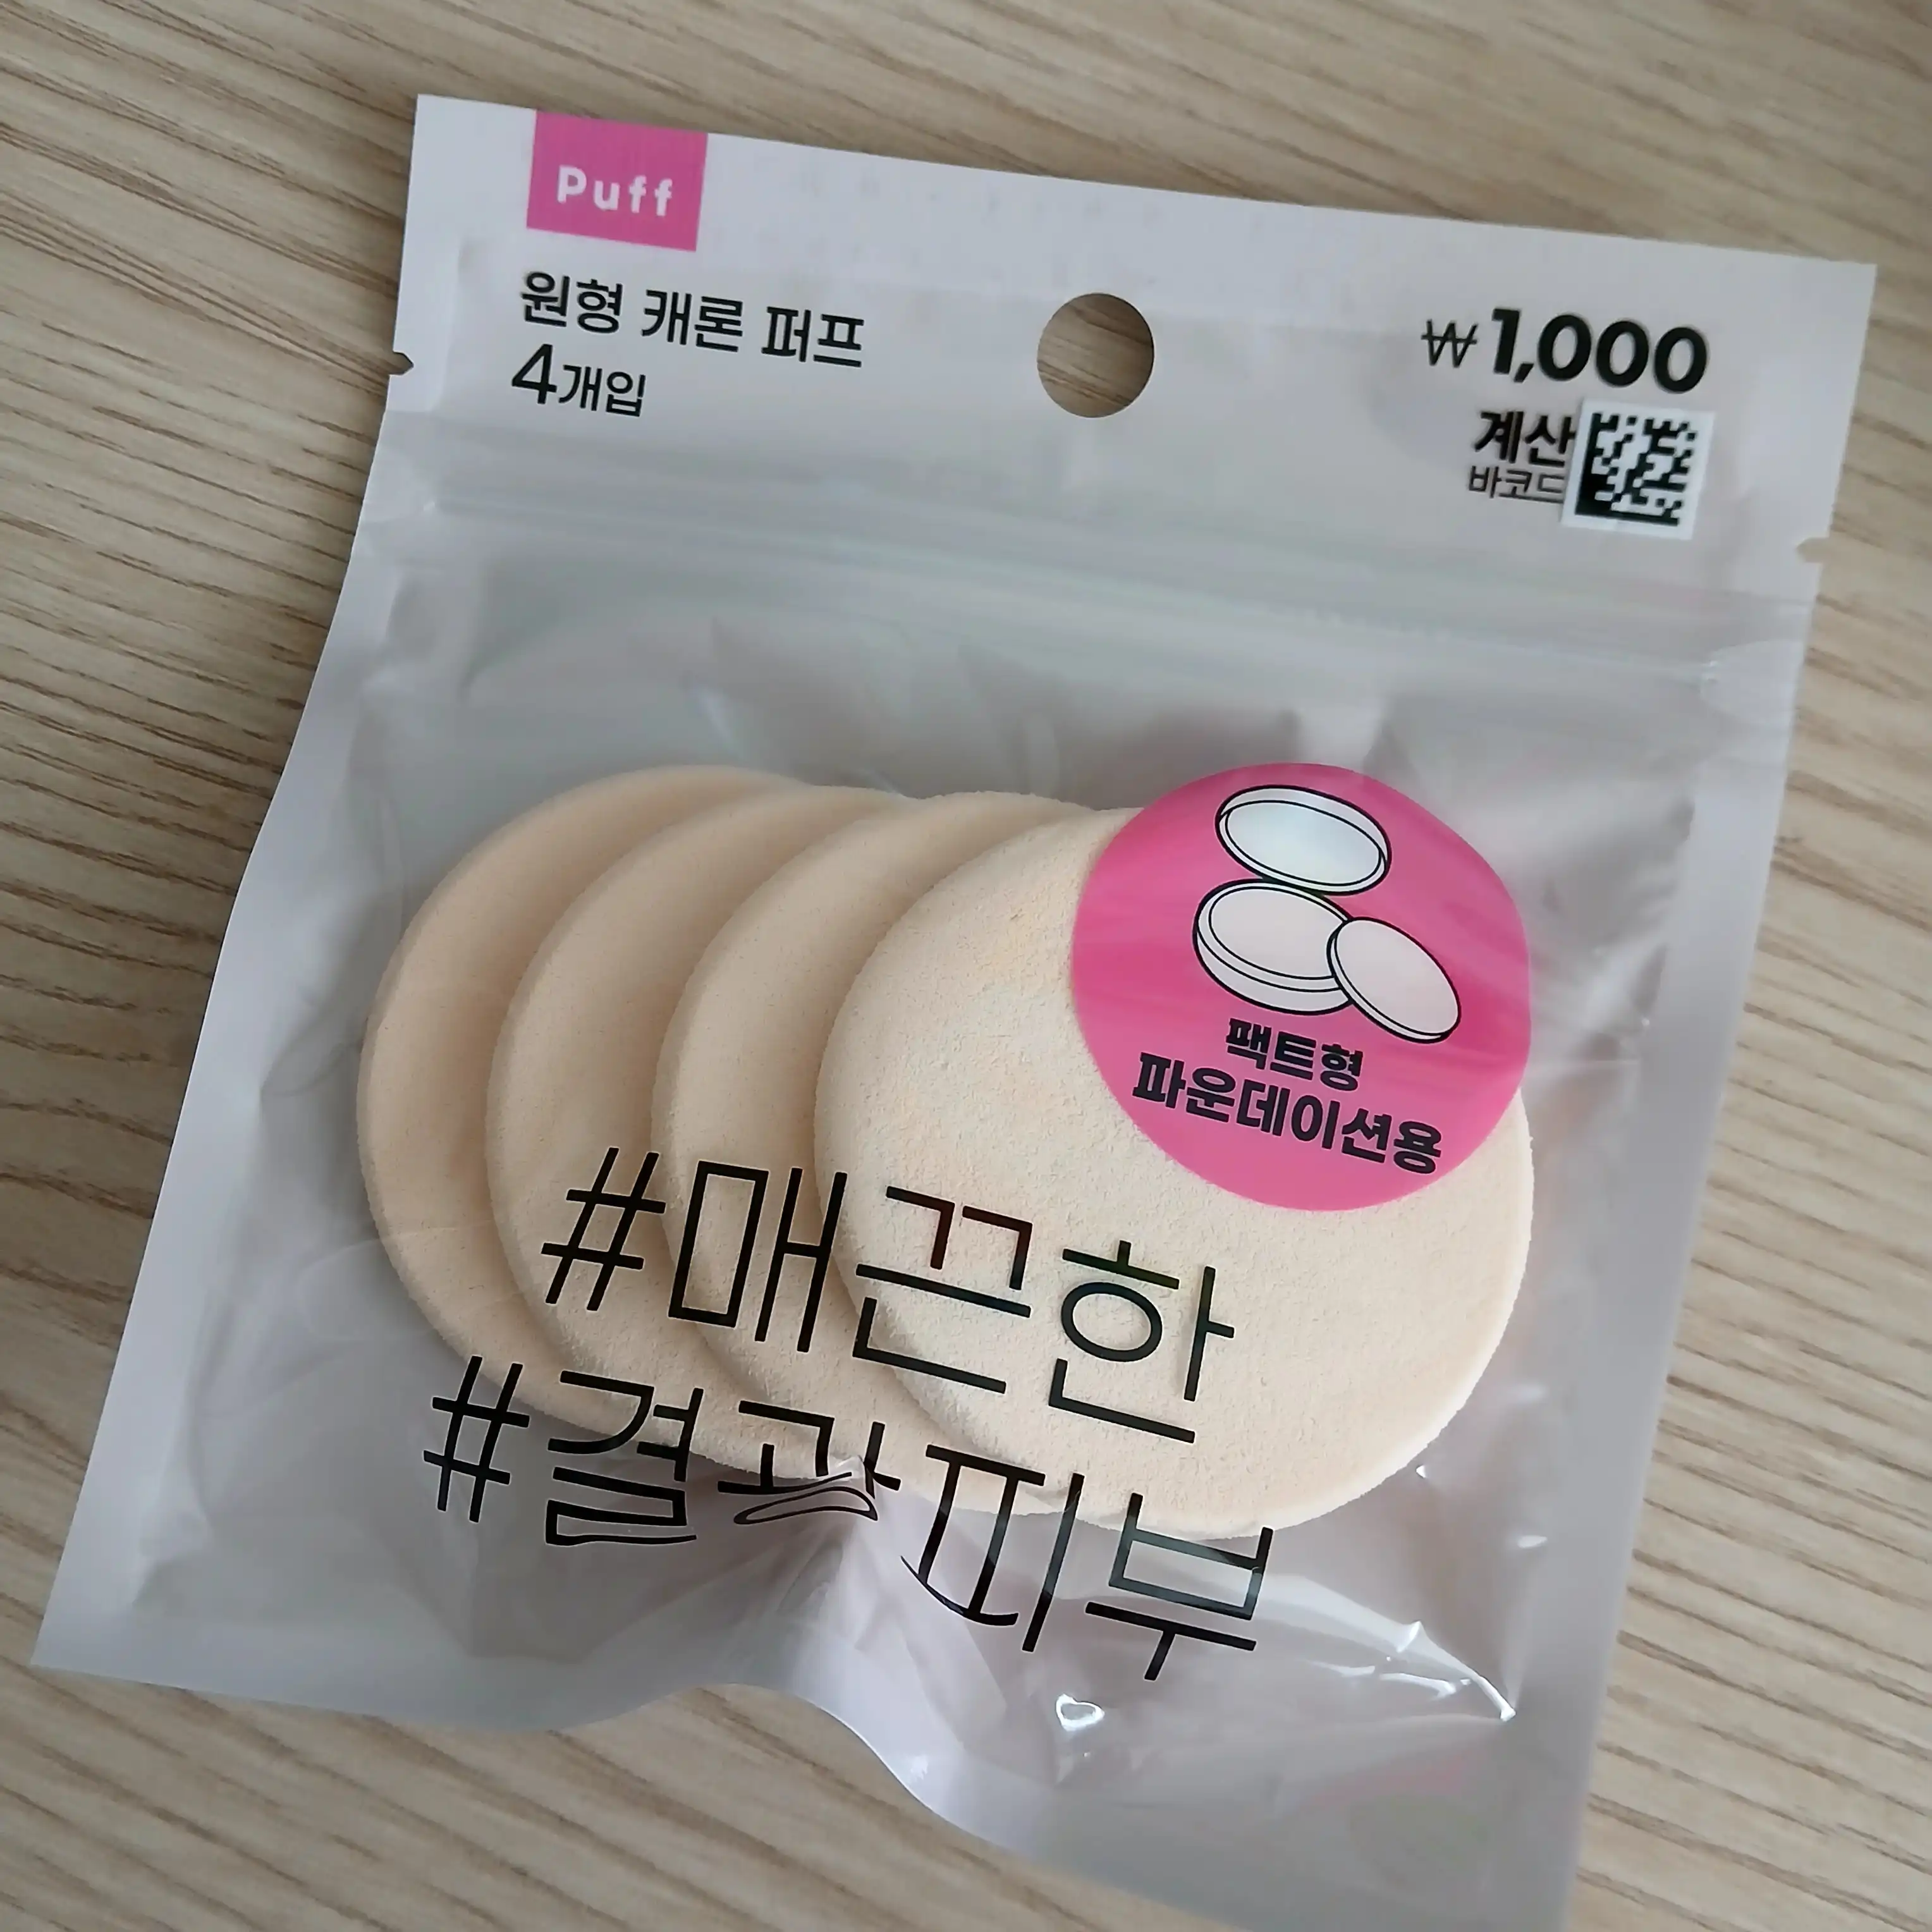 Puff
원형 캐론 퍼프
4개입
₩1,000
계산
바코드
팩트형
파운데이션용
#매끈한
#결광피부